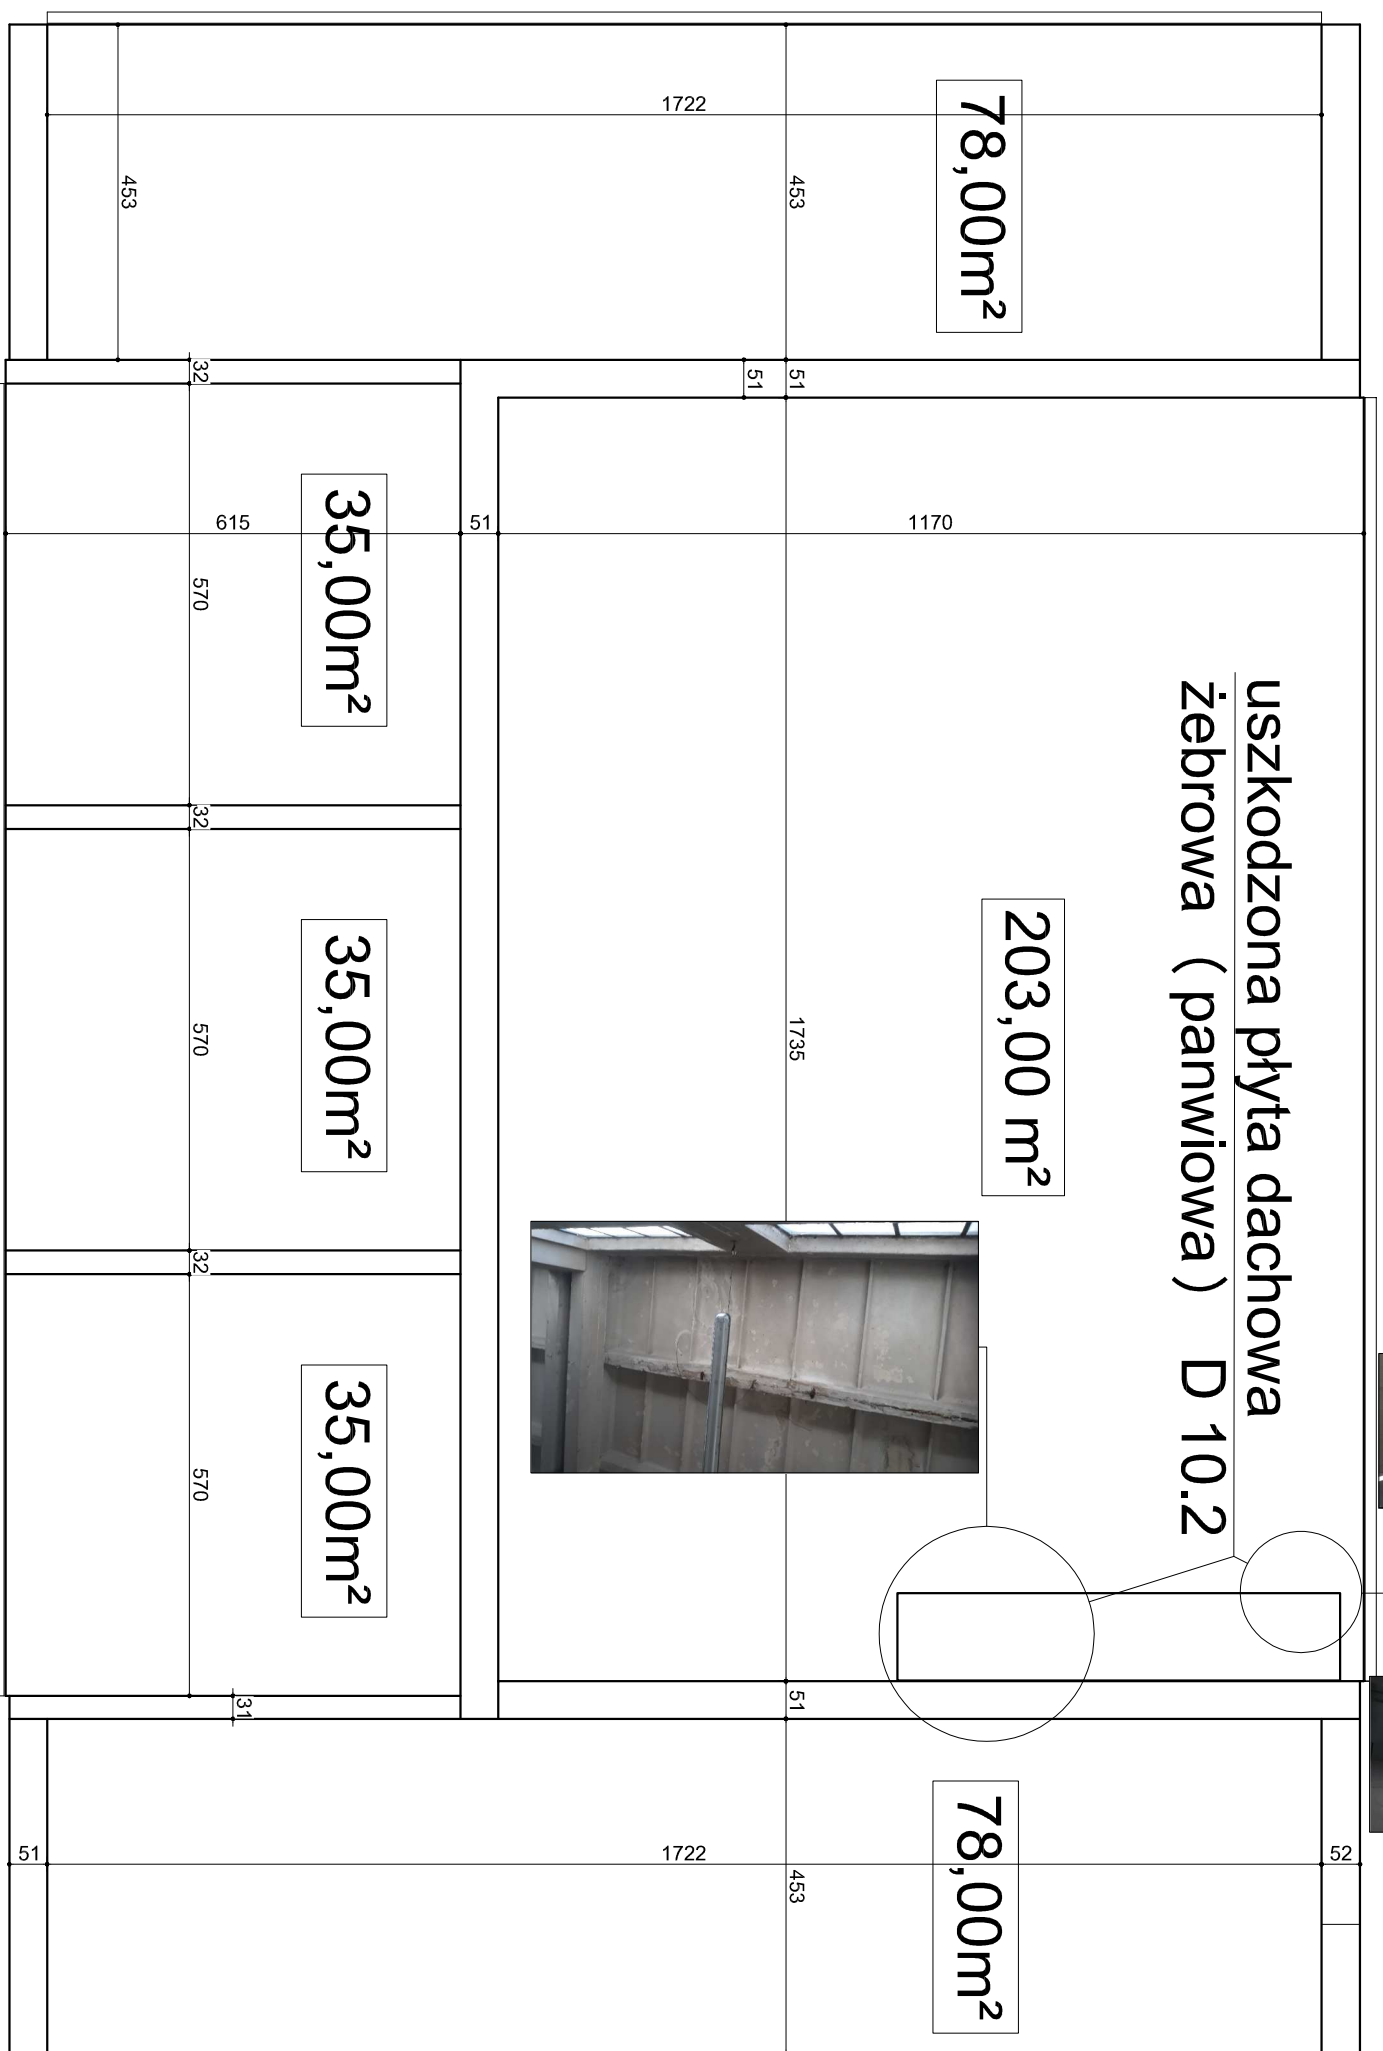 1722
453
453
78,00m²
32
51
51
615
51
1170
570
35,00m²
uszkodzona płyta dachowa
żebrowa ( panwiowa ) D 10.2
32
203,00 m²
35,00m²
570
1735
32
35,00m²
570
31
51
78,00m²
51
1722
453
52